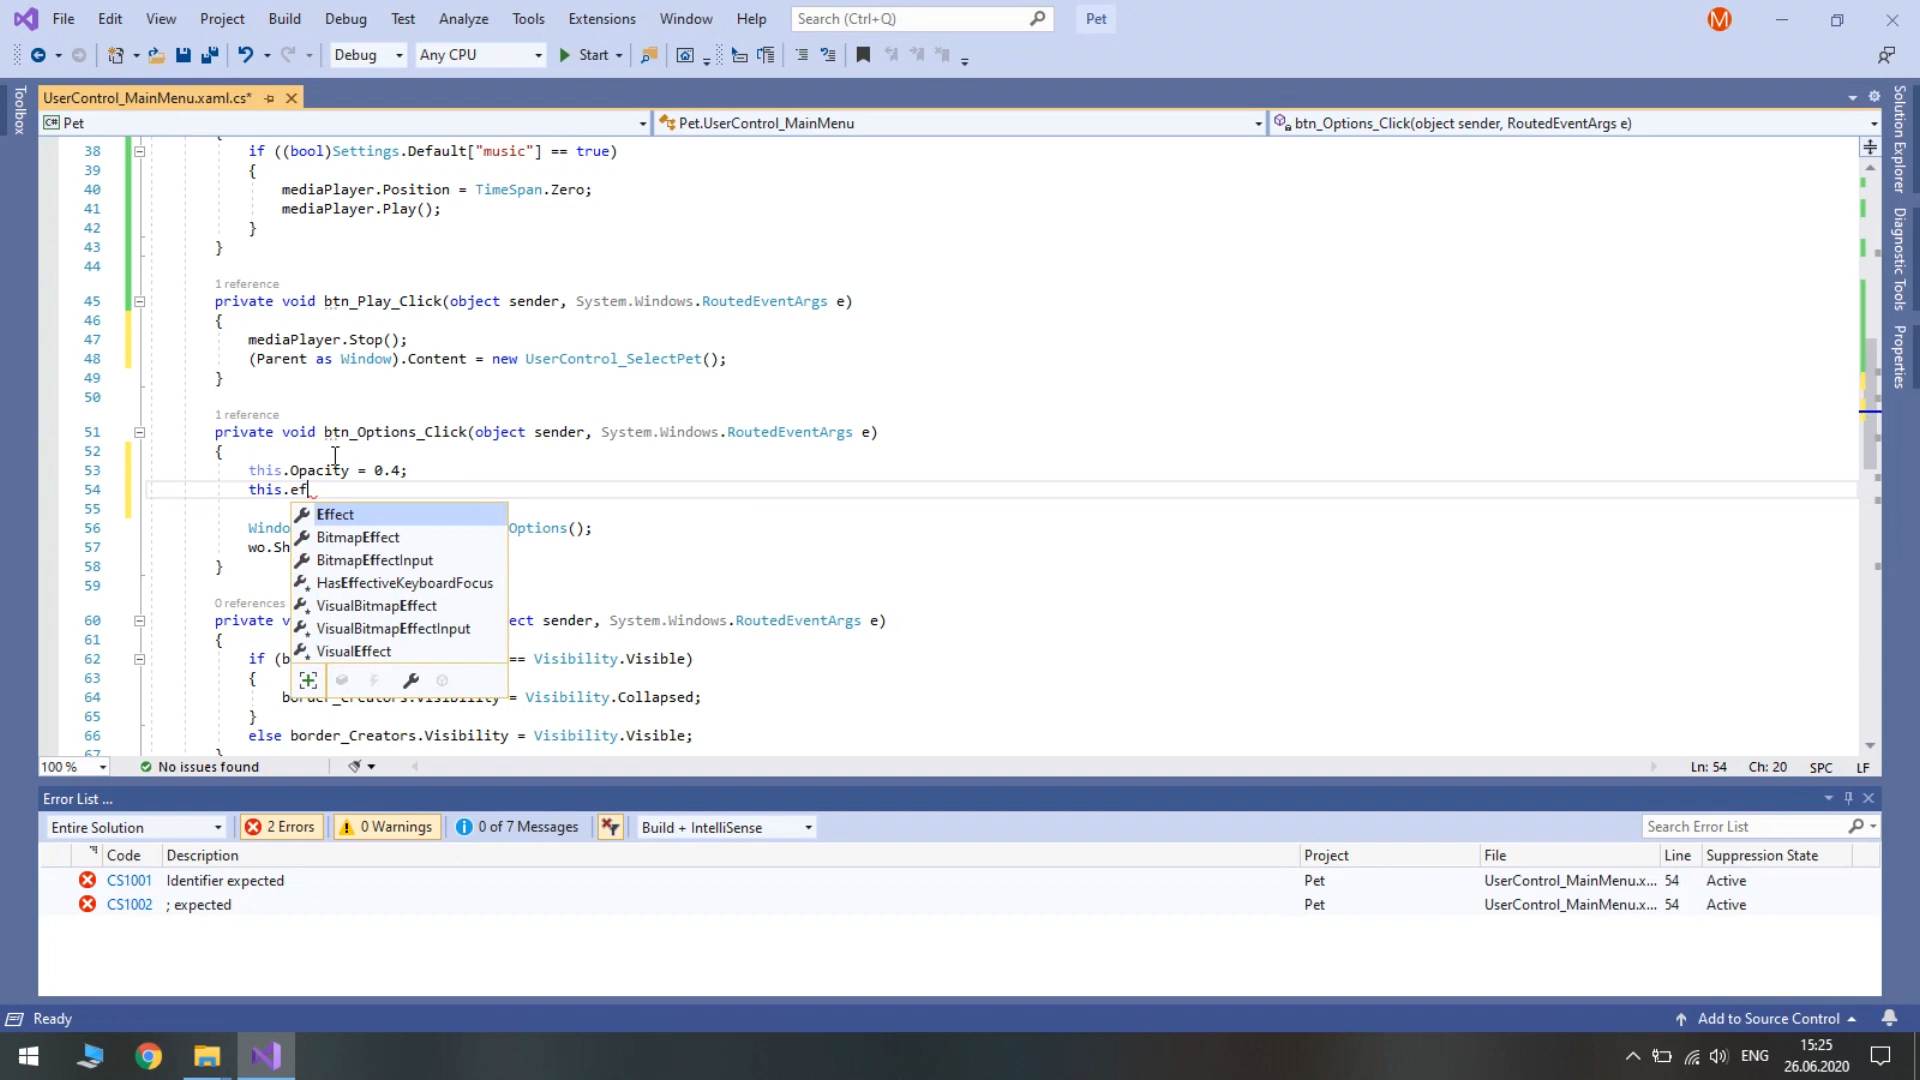 File Edit View Project Build Debug Test Analyze Tools Extensions Window Help Search (Ctrl+Q) Pet M
Debug Any CPU Start
Toolbox
UserControl_MainMenu.xaml.cs*
C# Pet Pet.UserControl_MainMenu btn_Options_Click(object sender, RoutedEventArgs e)
38 if ((bool)Settings.Default["music"] == true)
39 {
40 mediaPlayer.Position = TimeSpan.Zero;
41 mediaPlayer.Play();
42 }
43 }
44
1 reference
45 private void btn_Play_Click(object sender, System.Windows.RoutedEventArgs e)
46 {
47 mediaPlayer.Stop();
48 (Parent as Window).Content = new UserControl_SelectPet();
49 }
50
1 reference
51 private void btn_Options_Click(object sender, System.Windows.RoutedEventArgs e)
52 {
53 this.Opacity = 0.4;
54 this.ef
55
Effect
56 Windo Options();
BitmapEffect
57 wo.Sh
BitmapEffectInput
58 }
59
HasEffectiveKeyboardFocus
0 references
VisualBitmapEffect
60 private v ect sender, System.Windows.RoutedEventArgs e)
VisualBitmapEffectInput
61 {
VisualEffect
62 if (b == Visibility.Visible)
63 {
64 border_Creators.Visibility = Visibility.Collapsed;
65 }
66 else border_Creators.Visibility = Visibility.Visible;
67 }
100 % No issues found Ln: 54 Ch: 20 SPC LF
Solution Explorer
Diagnostic Tools
Properties
Error List ...
Entire Solution 2 Errors 0 Warnings 0 of 7 Messages Build + IntelliSense Search Error List
Code Description Project File Line Suppression State
CS1001 Identifier expected Pet UserControl_MainMenu.x... 54 Active
CS1002 ; expected Pet UserControl_MainMenu.x... 54 Active
Ready Add to Source Control
ENG 15:25
26.06.2020